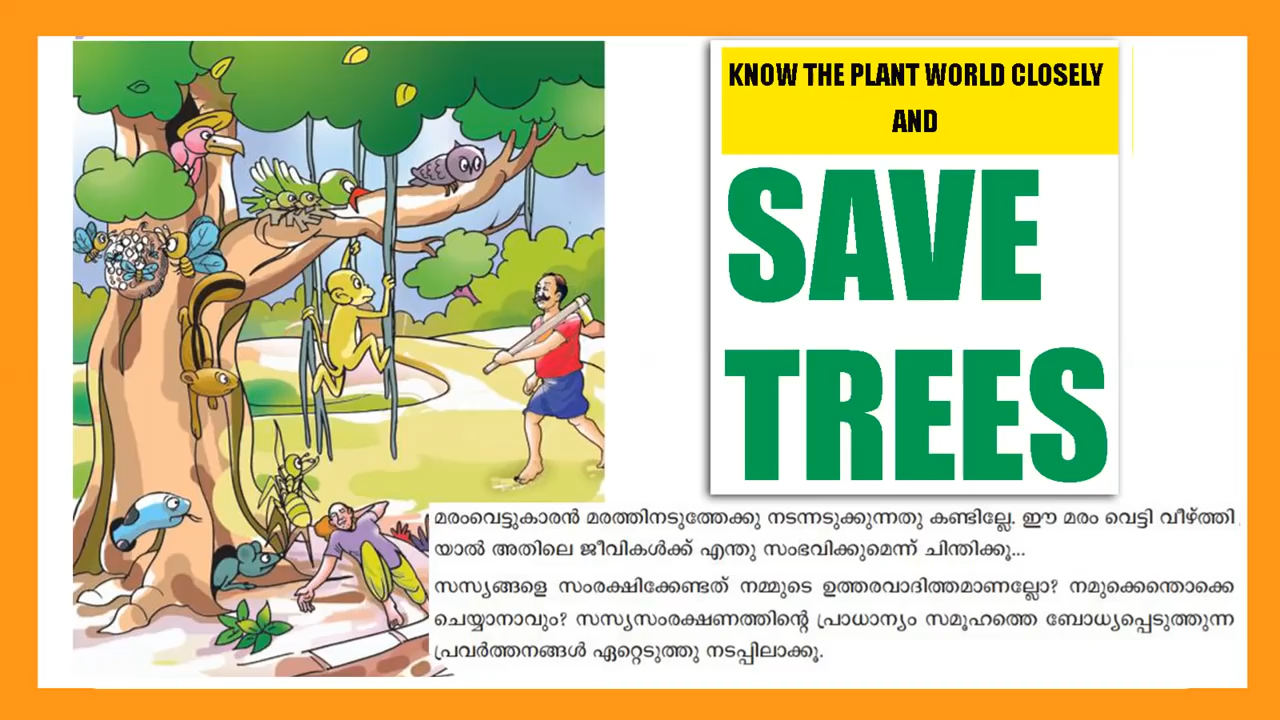 KNOW THE PLANT WORLD CLOSELY
AND
SAVE
TREES
മരംവെട്ടുകാരൻ മരത്തിനടുത്തേക്കു നടന്നടുക്കുന്നതു കണ്ടില്ലേ. ഈ മരം വെട്ടി വീഴ്ത്തി
യാൽ അതിലെ ജീവികൾക്ക് എന്തു സംഭവിക്കുമെന്ന് ചിന്തിക്കൂ...
സസ്യങ്ങളെ സംരക്ഷിക്കേണ്ടത് നമ്മുടെ ഉത്തരവാദിത്തമാണല്ലോ? നമുക്കെന്തൊക്കെ
ചെയ്യാനാവും? സസ്യസംരക്ഷണത്തിന്റെ പ്രാധാന്യം സമൂഹത്തെ ബോധ്യപ്പെടുത്തുന്ന
പ്രവർത്തനങ്ങൾ ഏറ്റെടുത്തു നടപ്പിലാക്കൂ.